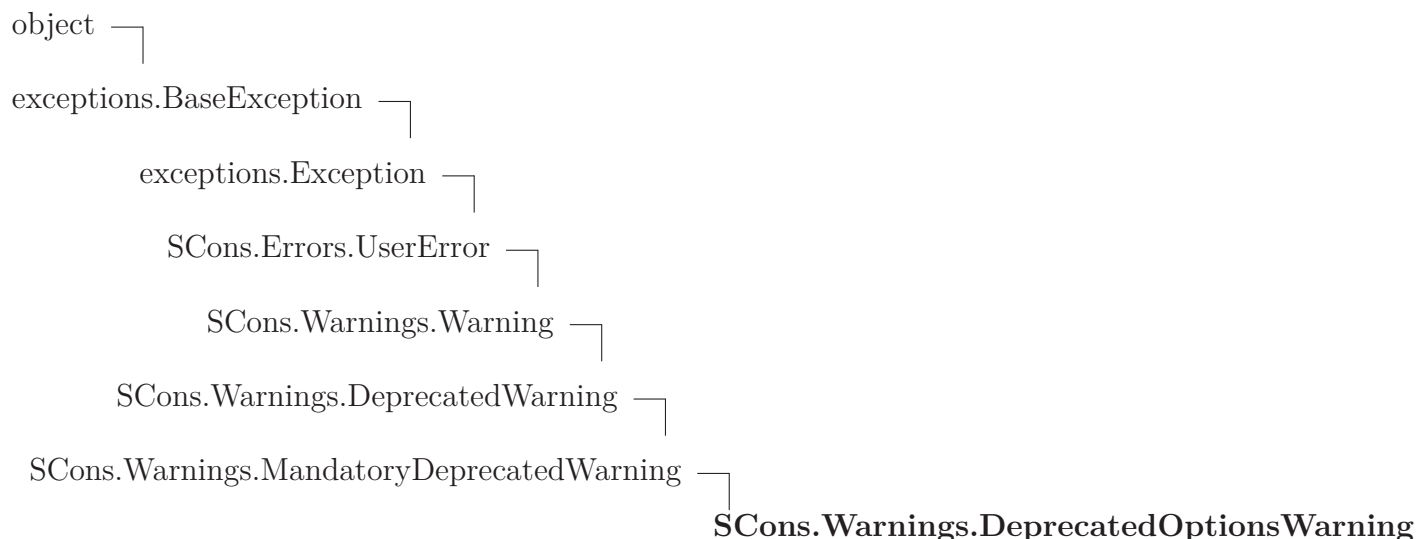 object
exceptions.BaseException
exceptions.Exception
SCons.Errors.UserError
SCons.Warnings.Warning
SCons.Warnings.DeprecatedWarning
SCons.Warnings.MandatoryDeprecatedWarning
SCons.Warnings.DeprecatedOptionsWarning